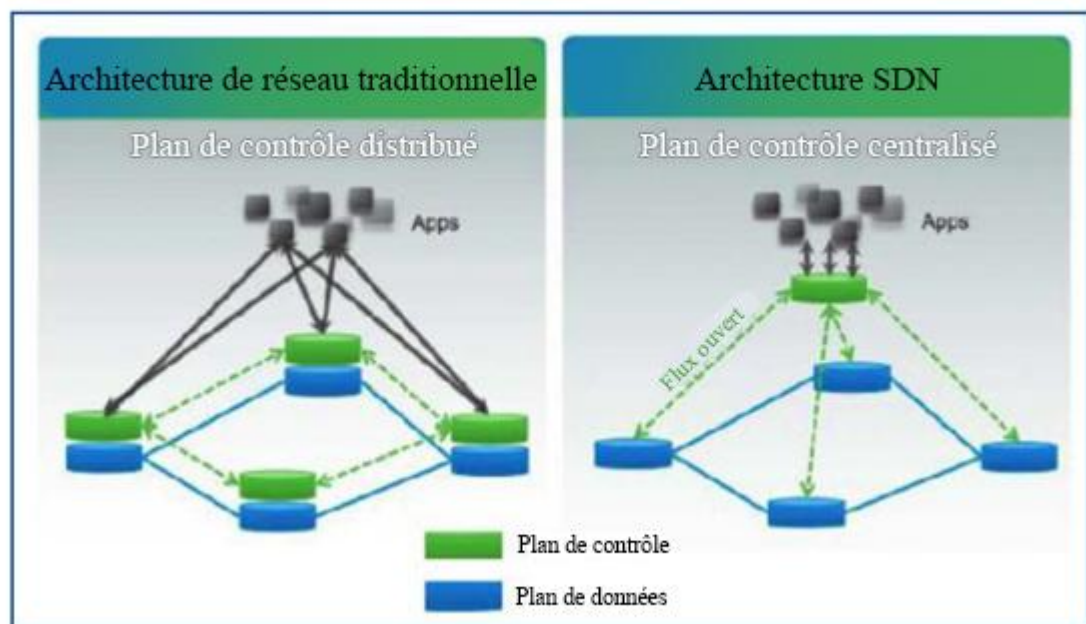 Architecture de réseau traditionnelle
Plan de contrôle distribué
Apps
Architecture SDN
Plan de contrôle centralisé
Apps
Flux ouvert
Plan de contrôle
Plan de données